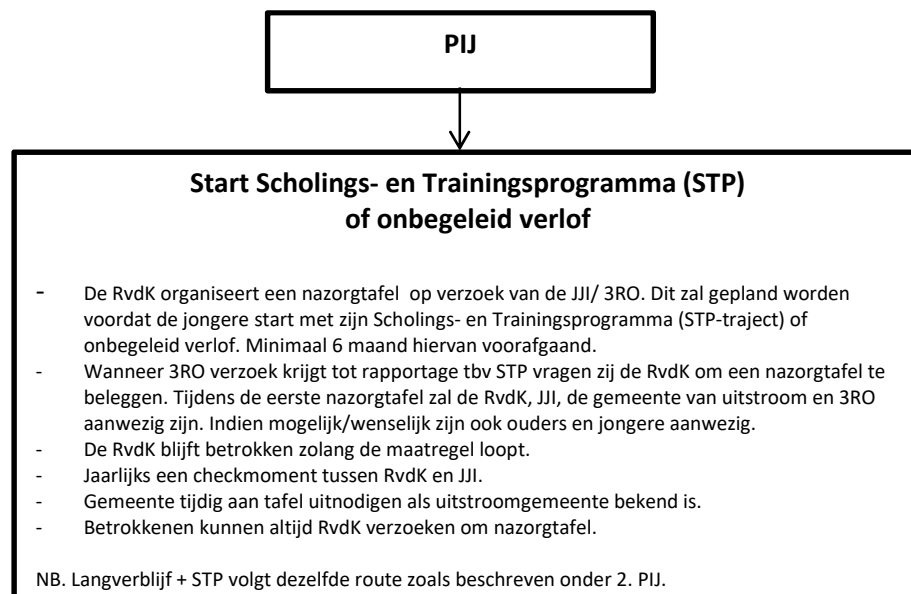 PIJ
Start Scholings- en Trainingsprogramma (STP)
of onbegeleid verlof
- De RvdK organiseert een nazorgtafel op verzoek van de JJI/ 3RO. Dit zal gepland worden
voordat de jongere start met zijn Scholings- en Trainingsprogramma (STP-traject) of
onbegeleid verlof. Minimaal 6 maand hiervan voorafgaand.
- Wanneer 3RO verzoek krijgt tot rapportage tbv STP vragen zij de RvdK om een nazorgtafel te
beleggen. Tijdens de eerste nazorgtafel zal de RvdK, JJI, de gemeente van uitstroom en 3RO
aanwezig zijn. Indien mogelijk/wenselijk zijn ook ouders en jongere aanwezig.
- De RvdK blijft betrokken zolang de maatregel loopt.
- Jaarlijks een checkmoment tussen RvdK en JJI.
- Gemeente tijdig aan tafel uitnodigen als uitstroomgemeente bekend is.
- Betrokkenen kunnen altijd RvdK verzoeken om nazorgtafel.
NB. Langverblijf + STP volgt dezelfde route zoals beschreven onder 2. PIJ.